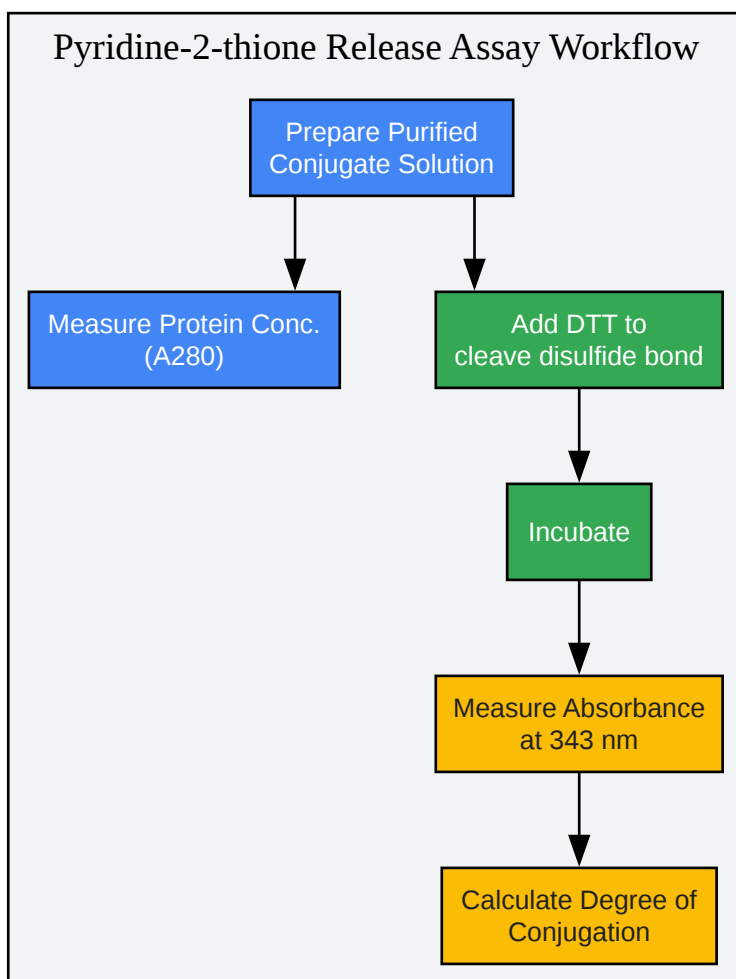 Pyridine-2-thione Release Assay Workflow
Prepare Purified
Conjugate Solution
Measure Protein Conc.
(A280)
Add DTT to
cleave disulfide bond
Incubate
Measure Absorbance
at 343 nm
Calculate Degree of
Conjugation